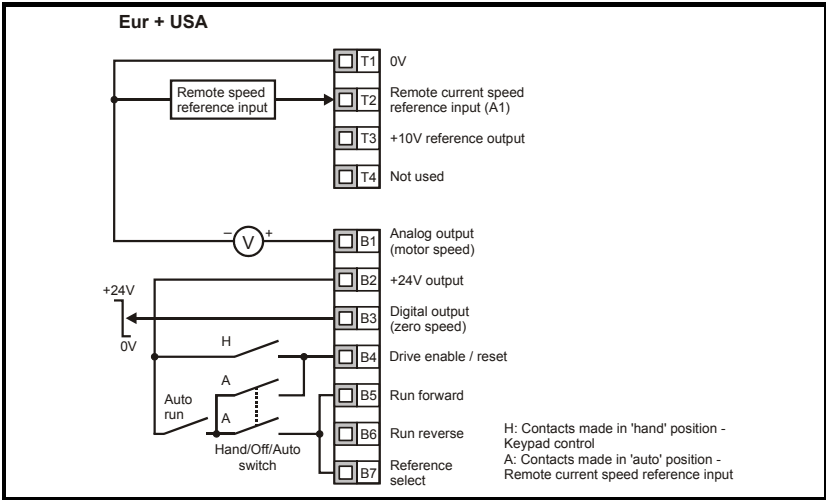 Eur + USA
T1 0V
Remote speed
reference input
T2 Remote current speed
reference input (A1)
T3 +10V reference output
T4 Not used
– V +
B1 Analog output
(motor speed)
B2 +24V output
+24V
0V
B3 Digital output
(zero speed)
H
B4 Drive enable / reset
A
Auto
run
B5 Run forward
A
B6 Run reverse
Hand/Off/Auto
switch
B7 Reference
select
H: Contacts made in 'hand' position -
Keypad control
A: Contacts made in 'auto' position -
Remote current speed reference input